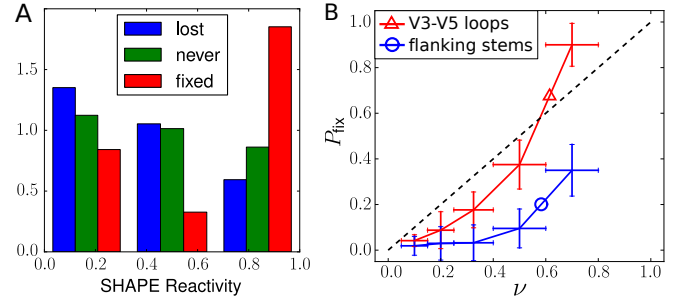 A
lost
never
fixed
1.5
1.0
0.5
0.0
0.0 0.2 0.4 0.6 0.8 1.0
SHAPE Reactivity
B
V3-V5 loops
flanking stems
P_fix
1.0
0.8
0.6
0.4
0.2
0.0
0.0 0.2 0.4 0.6 0.8 1.0
ν